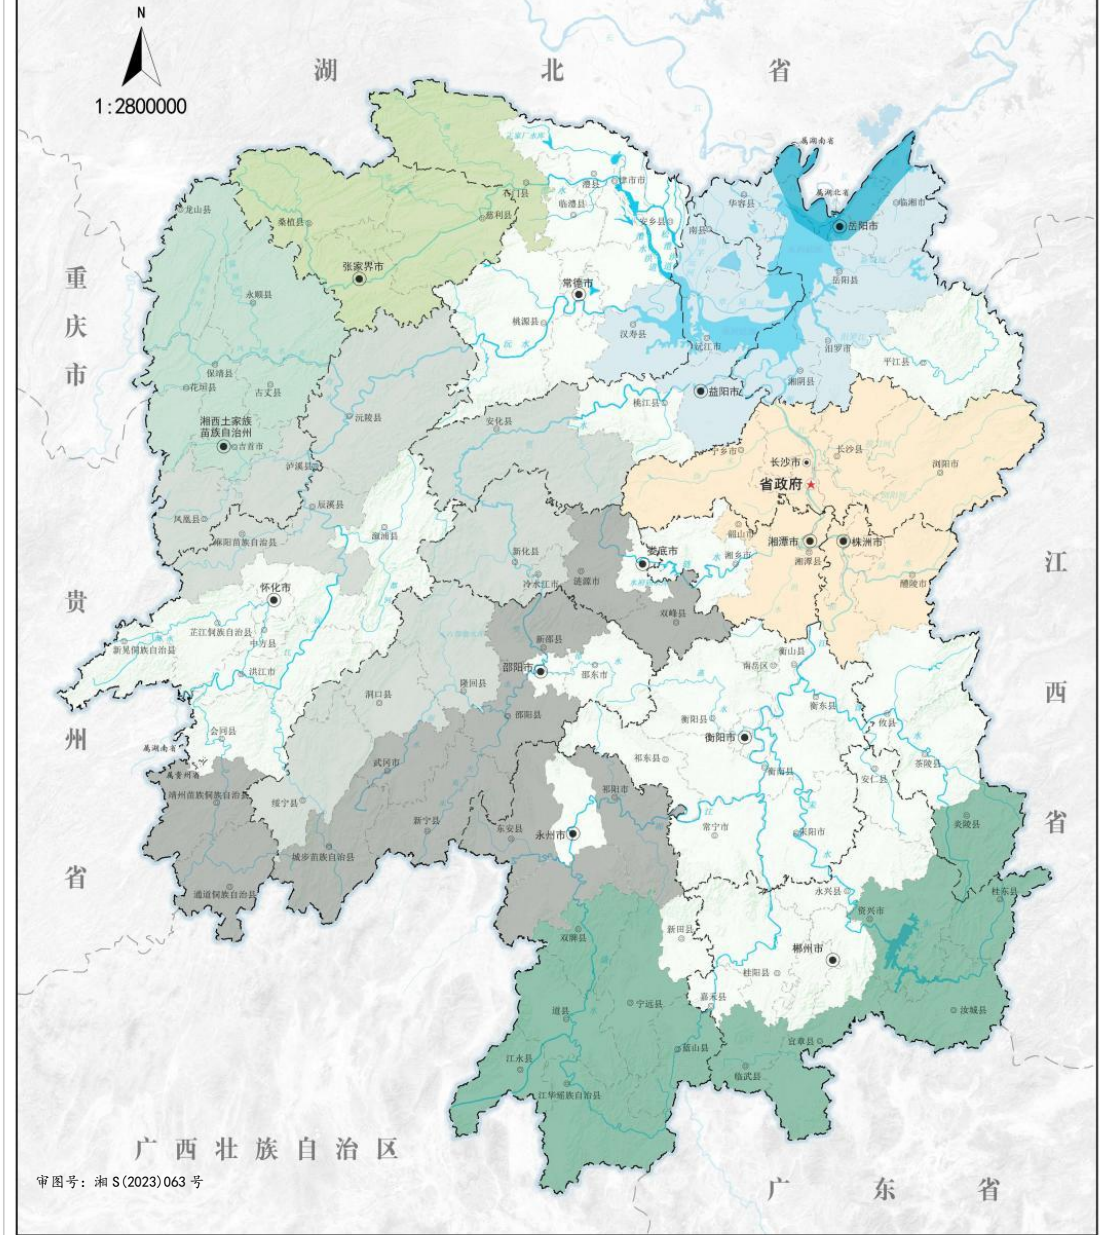 N
1:2800000
湖 北 省
属湖南省
石门县
澧县
津市市
临澧县
慈利县
安乡县
华容县
属湖北省
临湘市
龙山县
桑植县
南县
岳阳市
张家界市
重庆市
永顺县
常德市
岳阳县
桃源县
汉寿县
沅江市
汨罗市
沅水
平江县
保靖县
花垣县
古丈县
益阳市
湘阴县
桃江县
沅陵县
安化县
湘西土家族
苗族自治州
吉首市
宁乡市
长沙县
长沙市
浏阳市
省政府
泸溪县
辰溪县
凤凰县
麻阳苗族自治县
溆浦县
韶山市
湘潭市
株洲市
新化县
娄底市
湘乡市
湘潭县
江西省
冷水江市
涟源市
醴陵市
怀化市
双峰县
贵州省
芷江侗族自治县
中方县
新晃侗族自治县
洪江市
新邵县
邵阳市
邵东市
南岳区
衡山县
隆回县
洞口县
衡东县
邵阳县
衡阳县
衡阳市
攸县
会同县
属湖南省
属贵州省
武冈市
祁东县
衡南县
安仁县
茶陵县
靖州苗族侗族自治县
绥宁县
祁阳市
新宁县
东安县
永州市
常宁市
耒阳市
炎陵县
城步苗族自治县
通道侗族自治县
永兴县
资兴市
桂东县
双牌县
新田县
郴州市
桂阳县
嘉禾县
宁远县
道县
汝城县
蓝山县
宜章县
江永县
临武县
江华瑶族自治县
广西壮族自治区
审图号：湘S(2023)063号
广 东 省